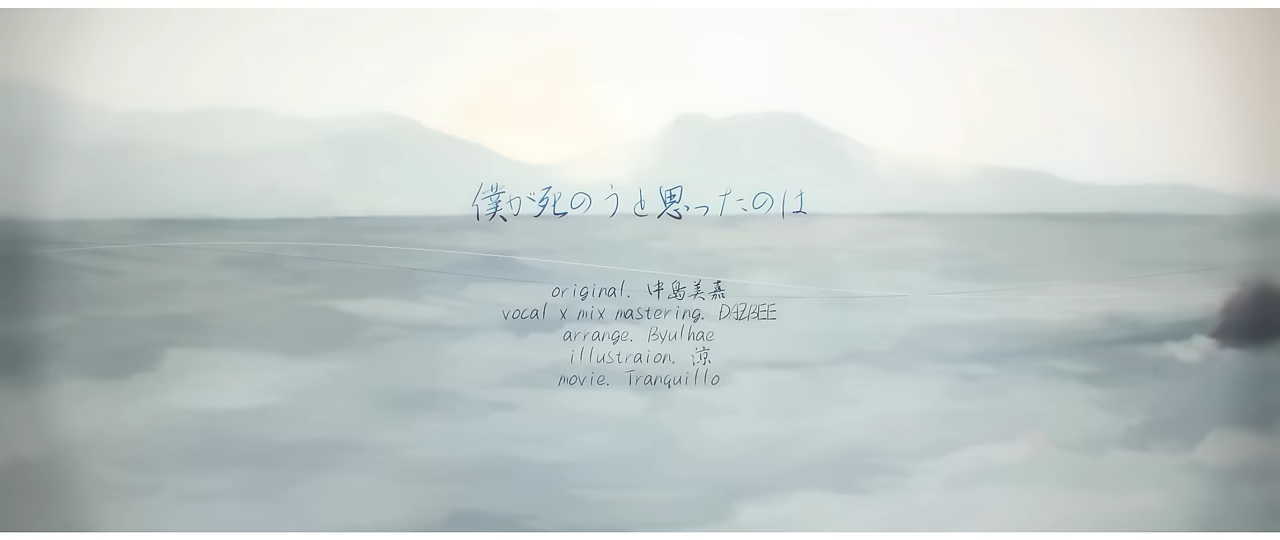 僕が死のうと思ったのは
original. 中島美嘉
vocal x mix mastering. DAZBEE
arrange. Byulhae
illustraion. 涼
movie. Tranquillo